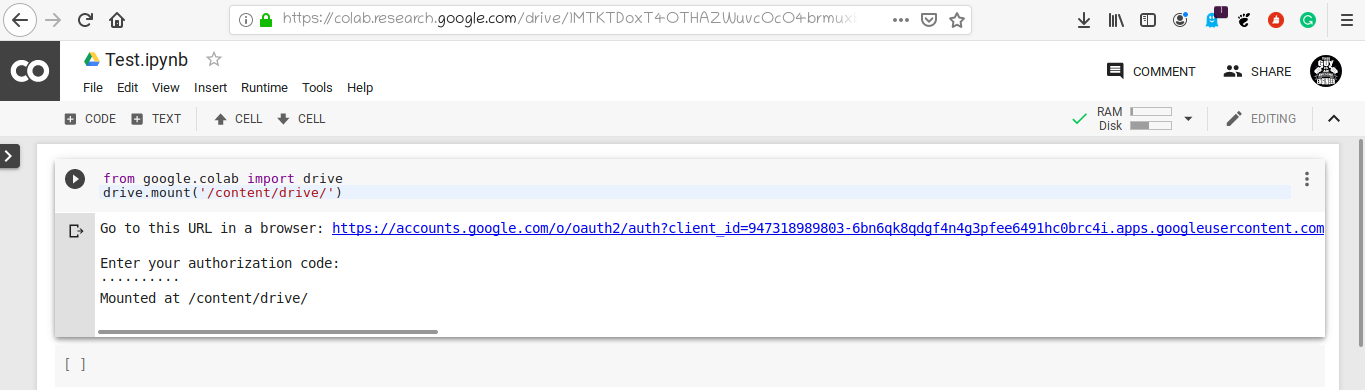 https://colab.research.google.com/drive/1MTKTDoxT4OTHAZWuvcOcO4brmux
1
CO
Test.ipynb
COMMENT
SHARE
File Edit View Insert Runtime Tools Help
CODE TEXT CELL CELL
RAM
Disk
EDITING
from google.colab import drive
drive.mount('/content/drive/')
Go to this URL in a browser: https://accounts.google.com/o/oauth2/auth?client_id=947318989803-6bn6qk8qdgf4n4g3pfee6491hc0brc4i.apps.googleusercontent.com
Enter your authorization code:
··········
Mounted at /content/drive/
[ ]